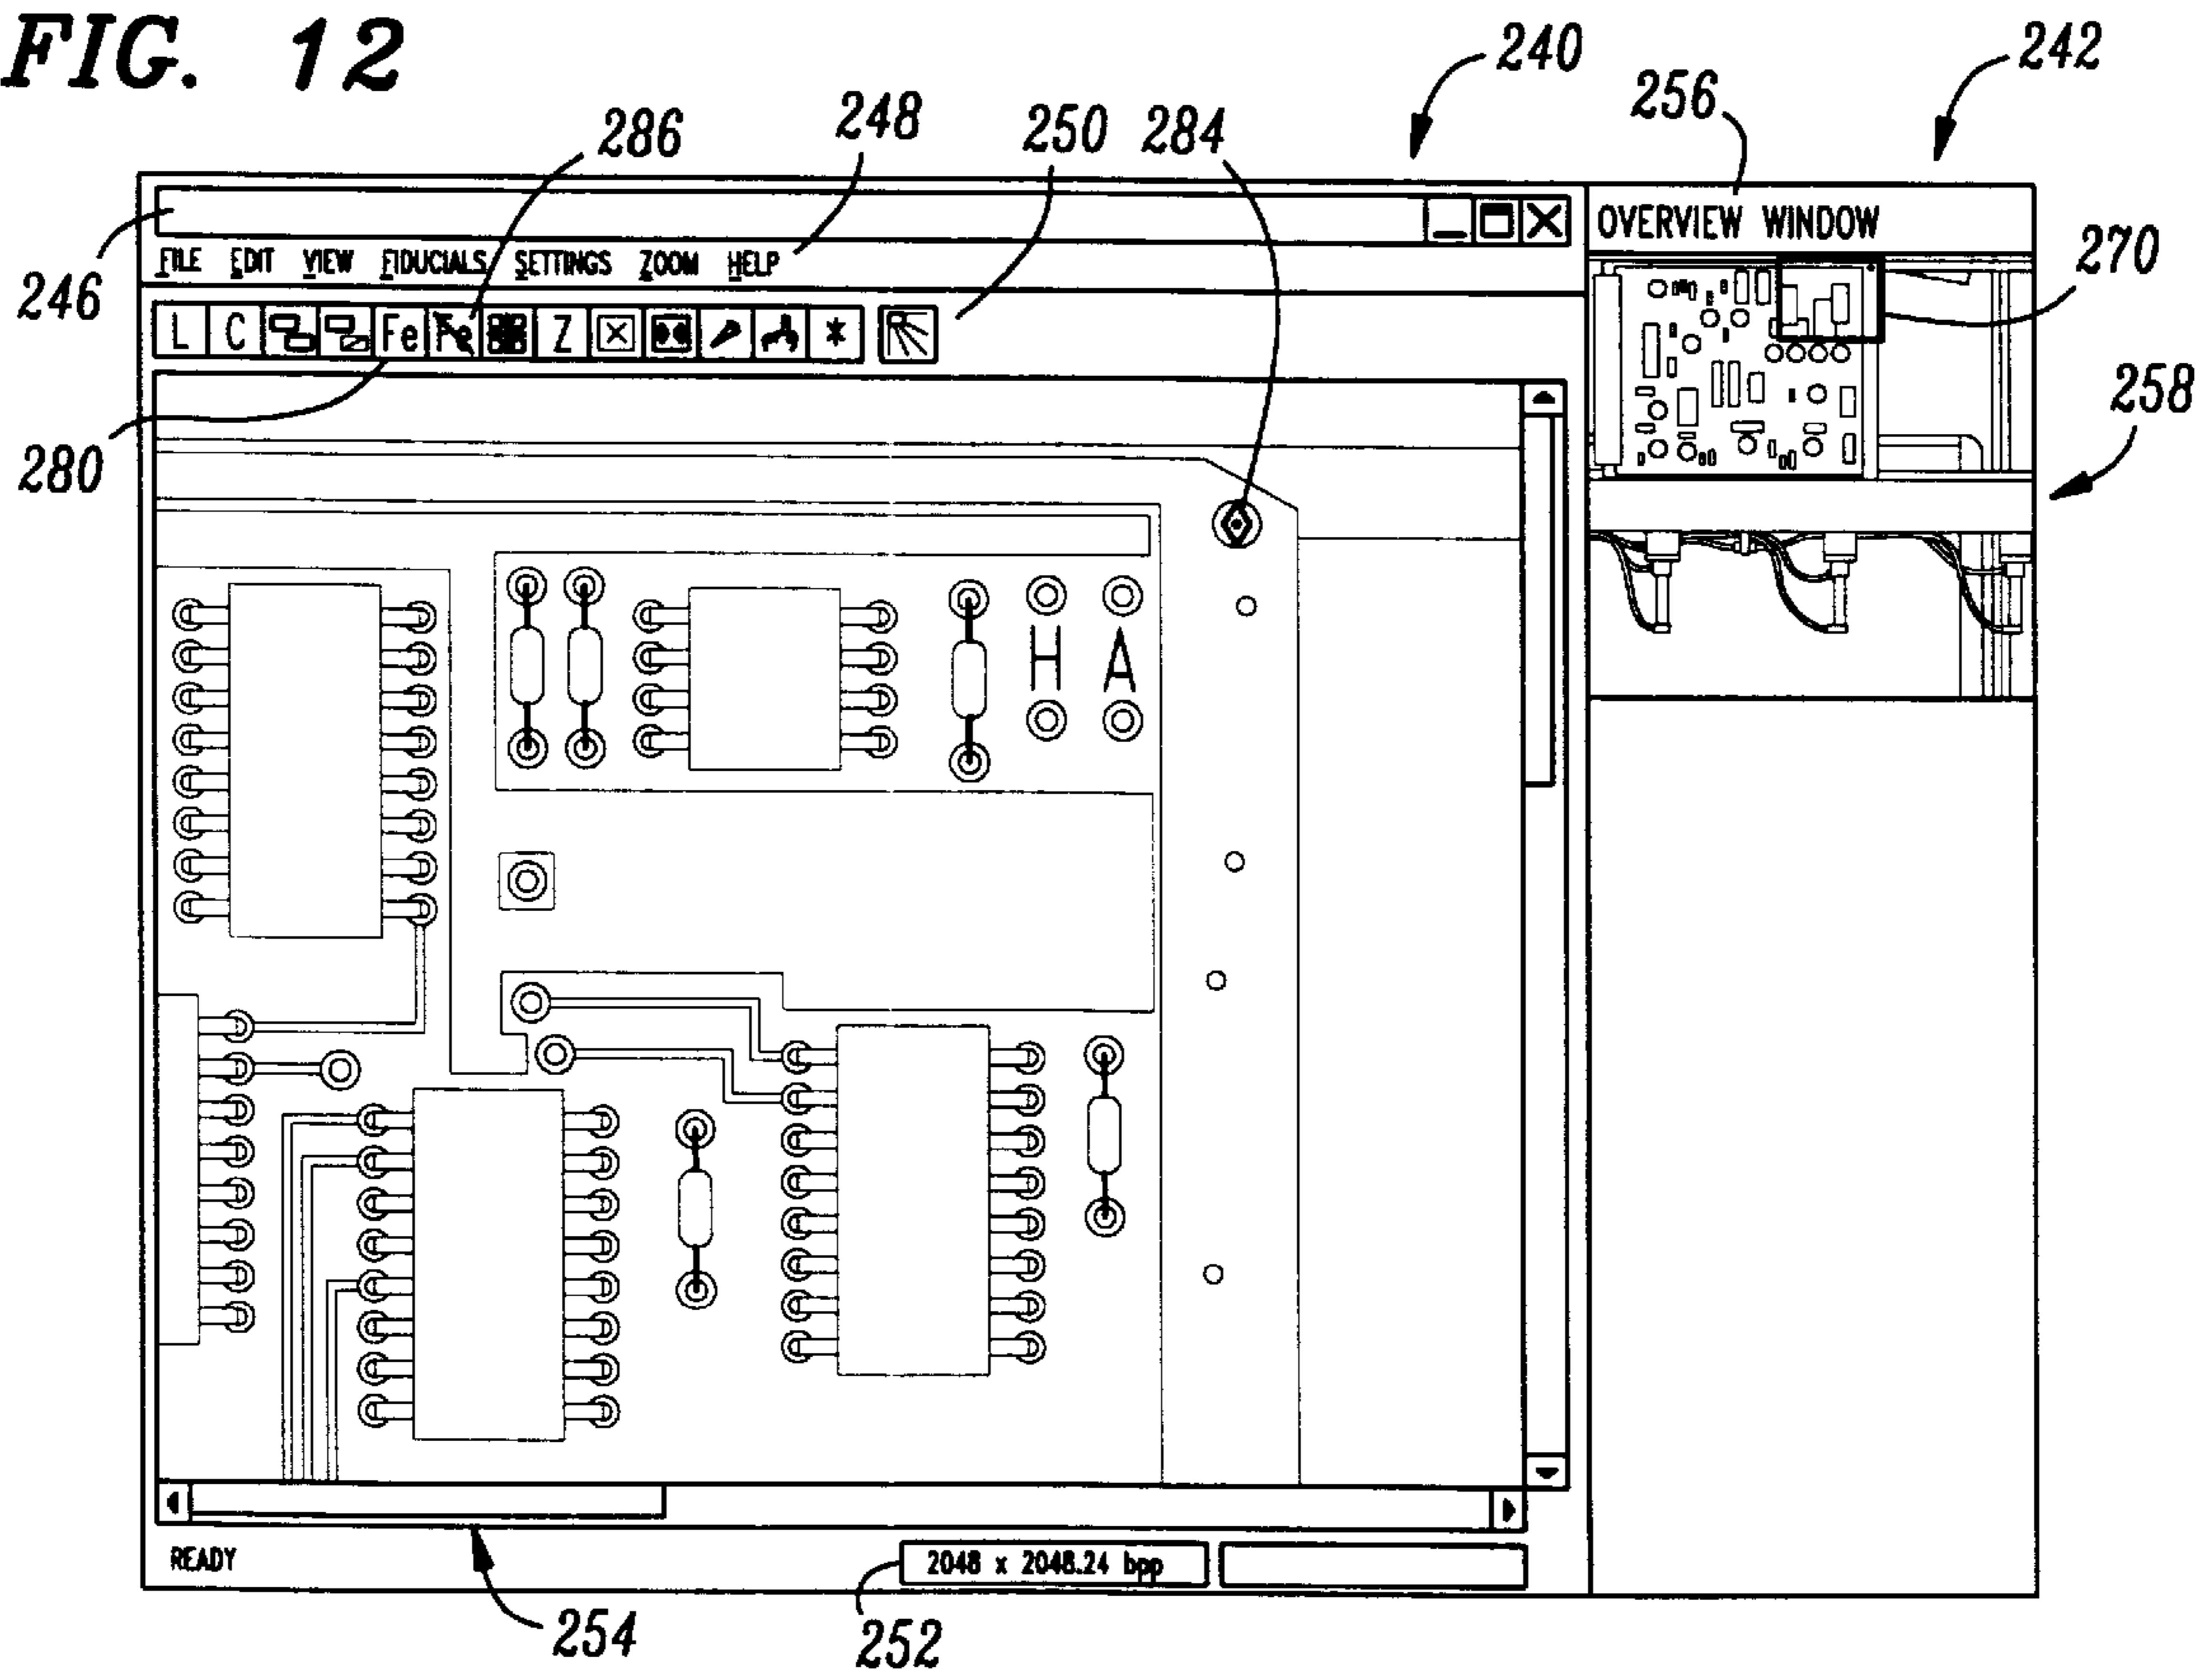 FIG. 12
240
242
256
286
248
250
284
OVERVIEW WINDOW
246
FILE EDIT VIEW FIDUCIALS SETTINGS ZOOM HELP
270
L C Fe Fe Z *
258
280
H A
READY
2048 x 2048.24 bpp
254
252